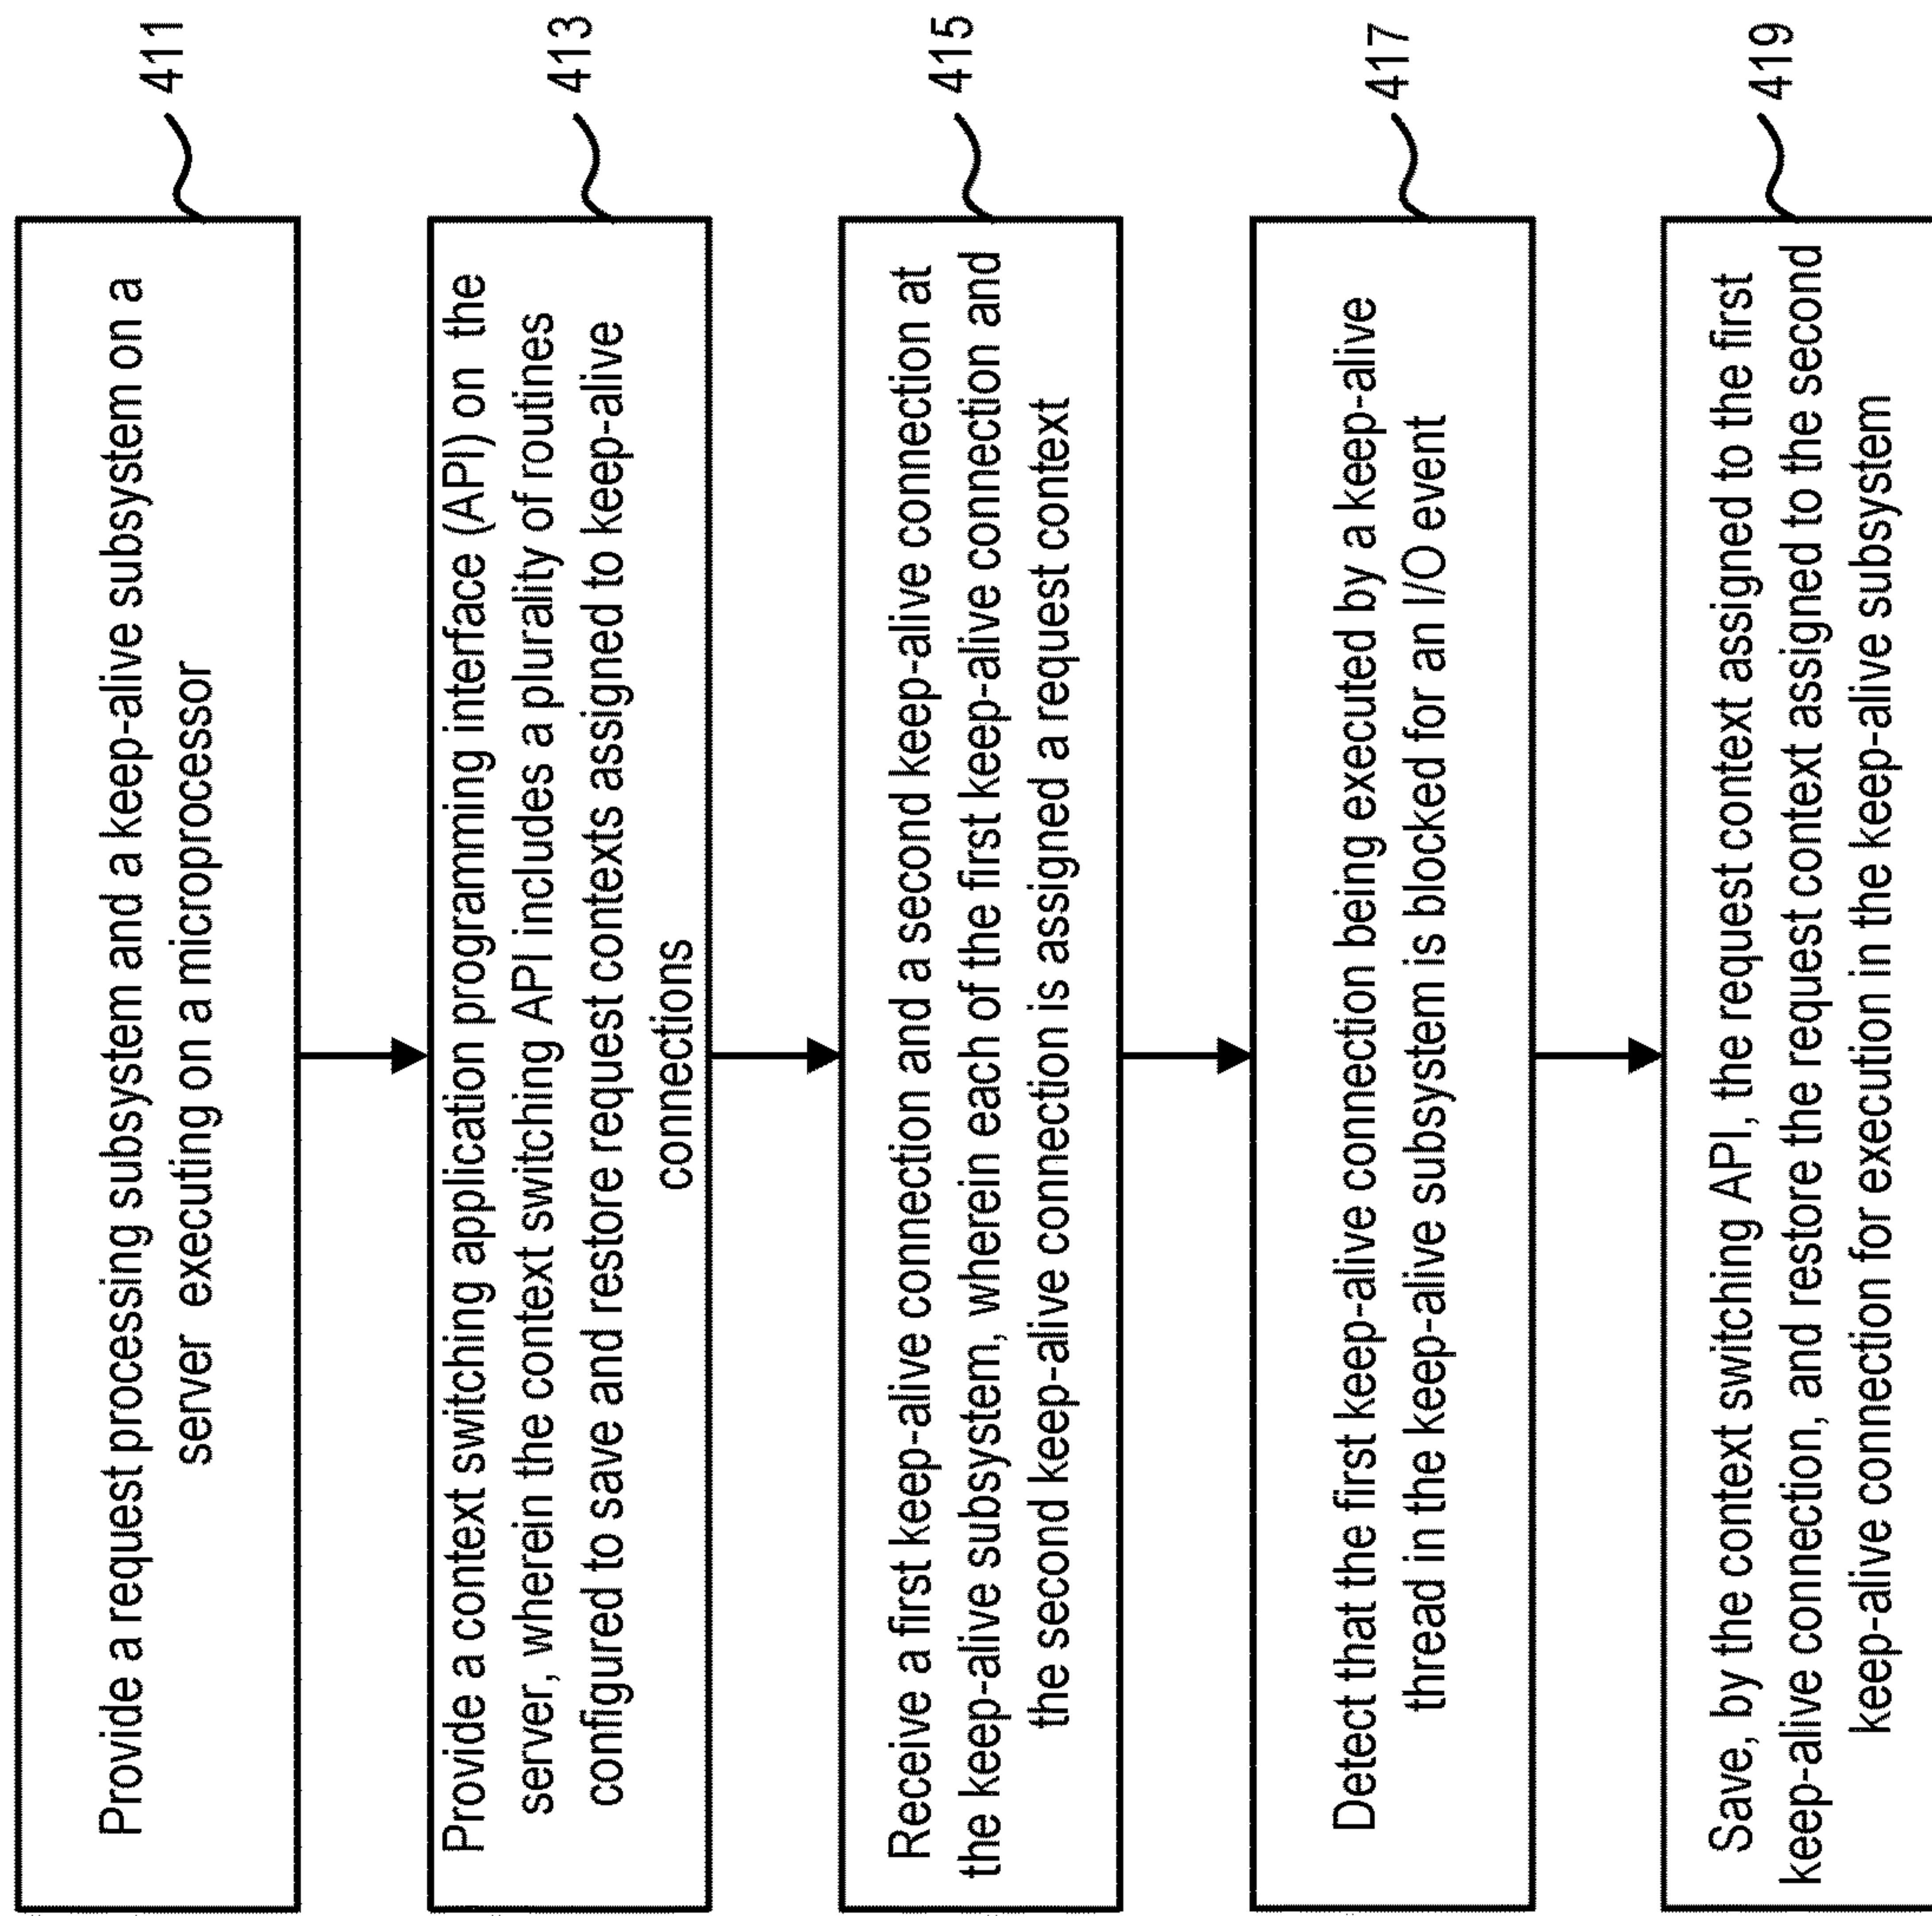 411
Provide a request processing subsystem and a keep-alive subsystem on a
server executing on a microprocessor
413
Provide a context switching application programming interface (API) on the
server, wherein the context switching API includes a plurality of routines
configured to save and restore request contexts assigned to keep-alive
connections
415
Receive a first keep-alive connection and a second keep-alive connection at
the keep-alive subsystem, wherein each of the first keep-alive connection and
the second keep-alive connection is assigned a request context
417
Detect that the first keep-alive connection being executed by a keep-alive
thread in the keep-alive subsystem is blocked for an I/O event
419
Save, by the context switching API, the request context assigned to the first
keep-alive connection, and restore the request context assigned to the second
keep-alive connection for execution in the keep-alive subsystem